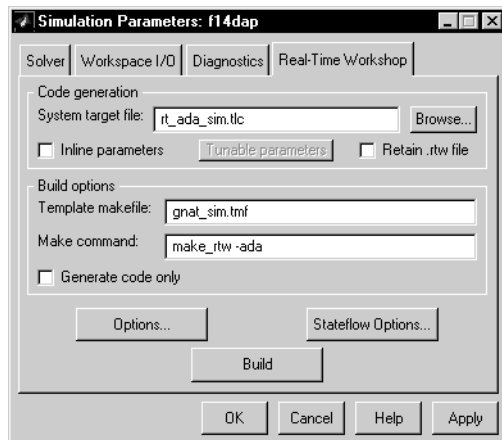 Simulation Parameters: f14dap
Solver Workspace I/O Diagnostics Real-Time Workshop
Code generation
System target file: rt_ada_sim.tlc Browse...
Inline parameters Tunable parameters Retain .rtw file
Build options
Template makefile: gnat_sim.tmf
Make command: make_rtw -ada
Generate code only
Options... Stateflow Options...
Build
OK Cancel Help Apply